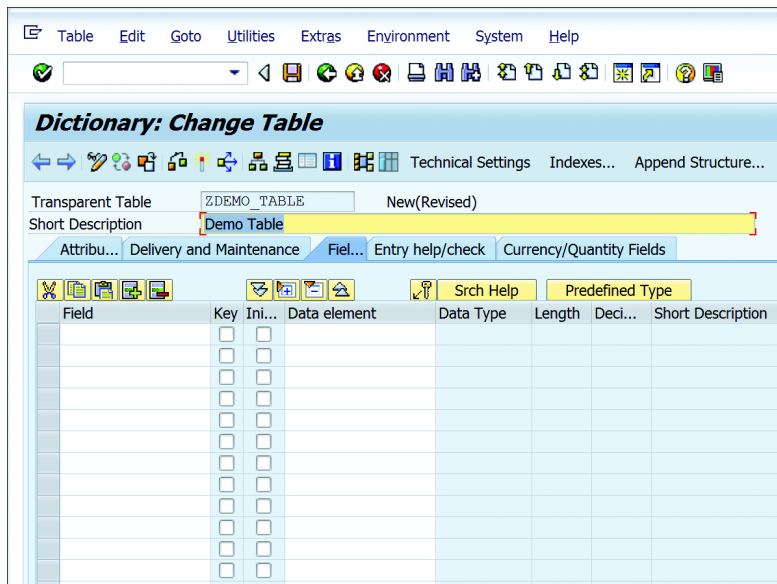 Table Edit Goto Utilities Extras Environment System Help
Dictionary: Change Table
Technical Settings Indexes... Append Structure...
Transparent Table ZDEMO_TABLE New(Revised)
Short Description Demo Table
Attribu... Delivery and Maintenance Fiel... Entry help/check Currency/Quantity Fields
Srch Help Predefined Type
Field Key Ini... Data element Data Type Length Deci... Short Description